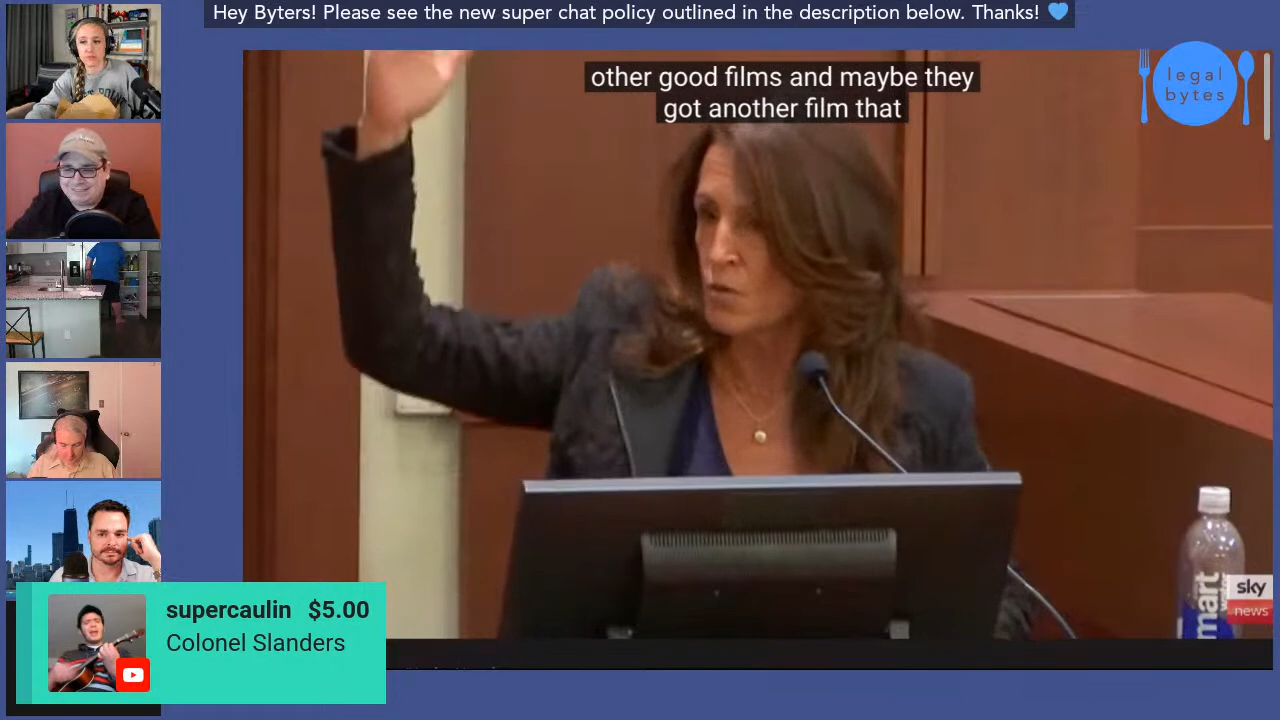 Hey Byters! Please see the new super chat policy outlined in the description below. Thanks! 💙
other good films and maybe they
got another film that
legal
bytes
supercaulin $5.00
Colonel Slanders
mart
sky
news